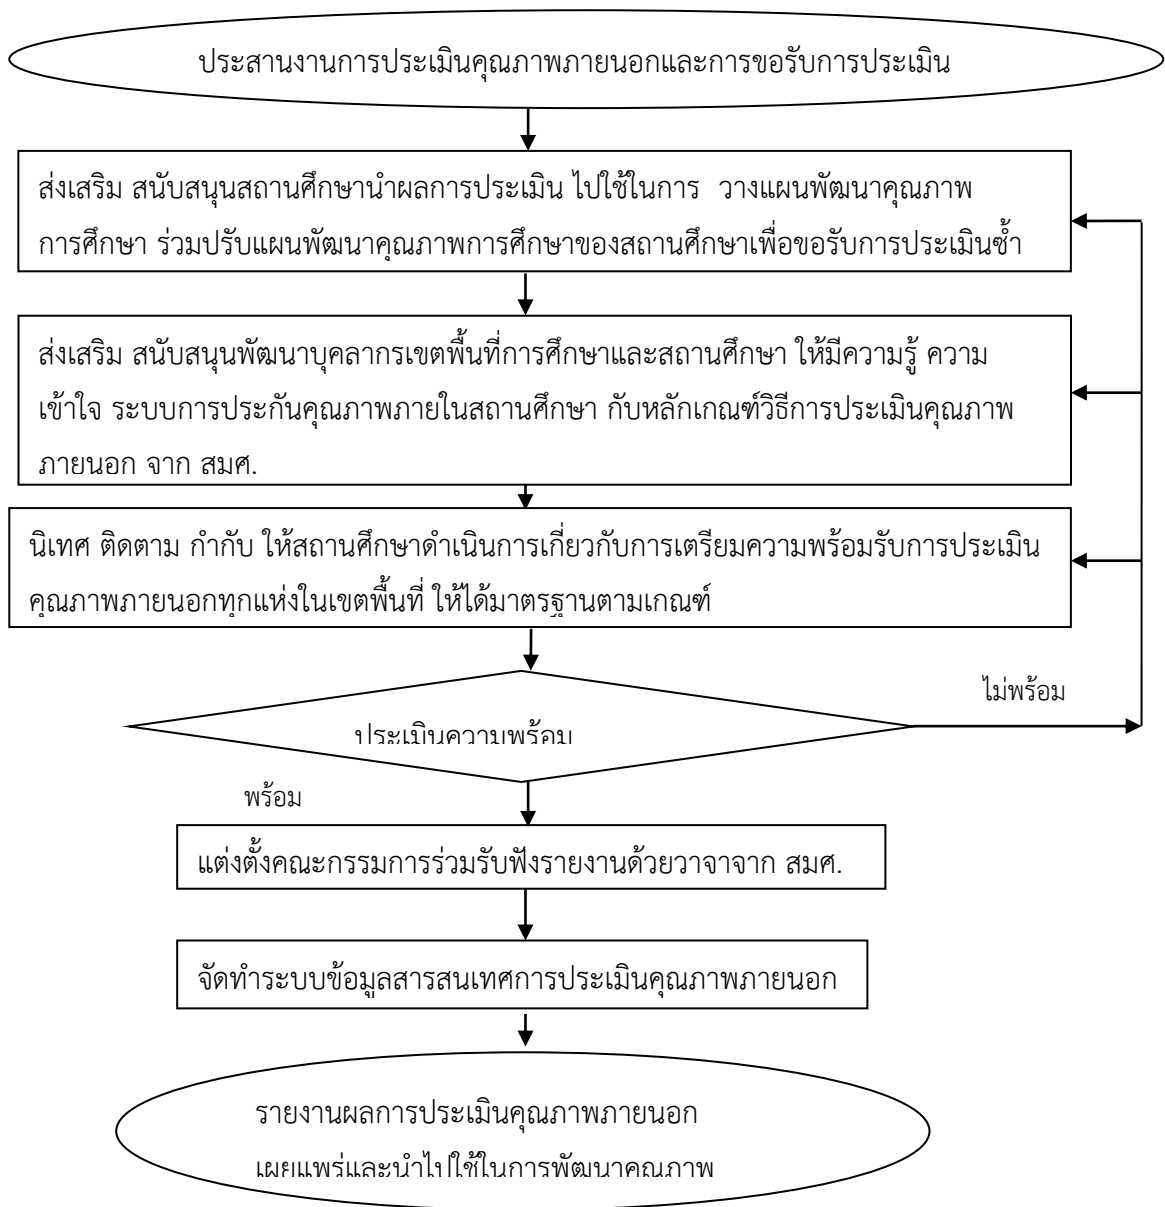 ประสานงานการประเมินคุณภาพภายนอกและการขอรับการประเมิน
ส่งเสริม สนับสนุนสถานศึกษานำผลการประเมิน ไปใช้ในการ วางแผนพัฒนาคุณภาพ
การศึกษา ร่วมปรับแผนพัฒนาคุณภาพการศึกษาของสถานศึกษาเพื่อขอรับการประเมินซ้ำ
ส่งเสริม สนับสนุนพัฒนาบุคลากรเขตพื้นที่การศึกษาและสถานศึกษา ให้มีความรู้ ความ
เข้าใจ ระบบการประกันคุณภาพภายในสถานศึกษา กับหลักเกณฑ์วิธีการประเมินคุณภาพ
ภายนอก จาก สมศ.
นิเทศ ติดตาม กำกับ ให้สถานศึกษาดำเนินการเกี่ยวกับการเตรียมความพร้อมรับการประเมิน
คุณภาพภายนอกทุกแห่งในเขตพื้นที่ ให้ได้มาตรฐานตามเกณฑ์
ไม่พร้อม
ประเมินความพร้อม
พร้อม
แต่งตั้งคณะกรรมการร่วมรับฟังรายงานด้วยวาจาจาก สมศ.
จัดทำระบบข้อมูลสารสนเทศการประเมินคุณภาพภายนอก
รายงานผลการประเมินคุณภาพภายนอก
เผยแพร่และนำไปใช้ในการพัฒนาคุณภาพ